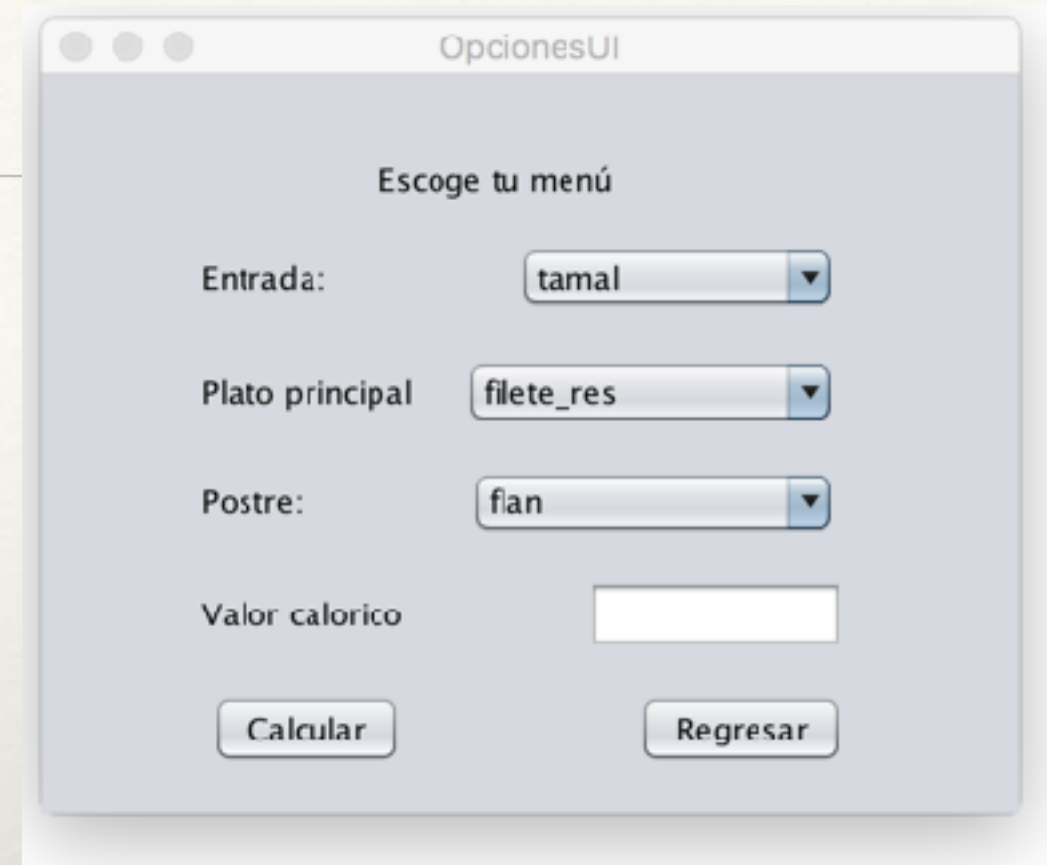 OpcionesUI
Escoge tu menú
Entrada: tamal
Plato principal filete_res
Postre: flan
Valor calorico
Calcular Regresar